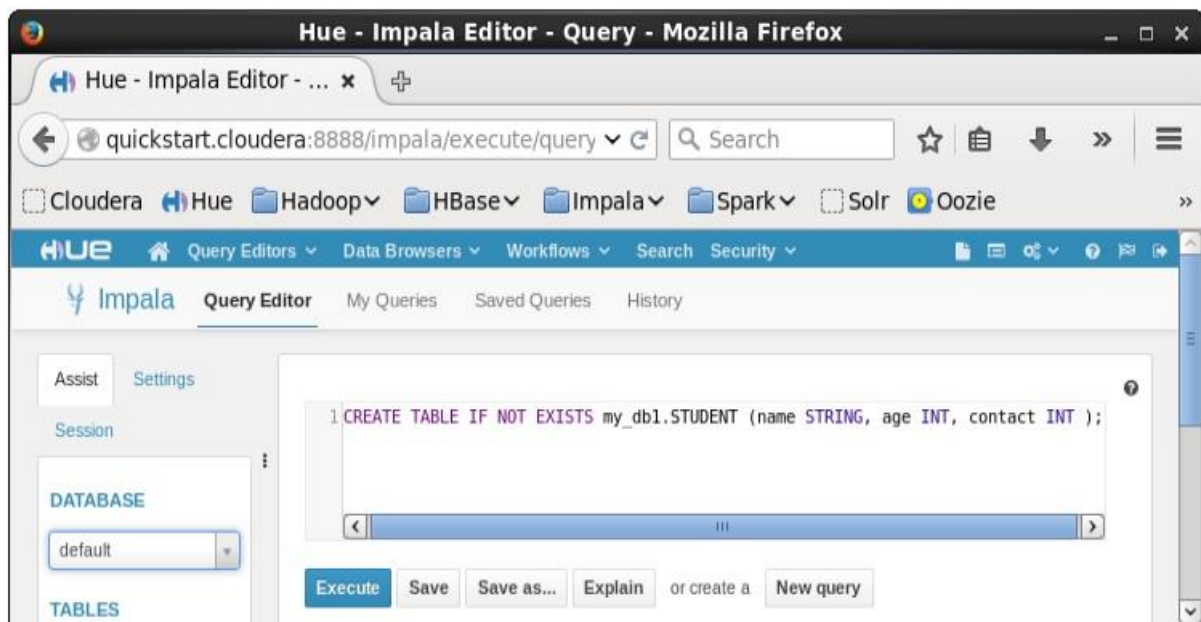 Hue - Impala Editor - Query - Mozilla Firefox
Hue - Impala Editor - ...
quickstart.cloudera:8888/impala/execute/query
Search
Cloudera Hue Hadoop HBase Impala Spark Solr Oozie »
HUE Query Editors Data Browsers Workflows Search Security
Impala Query Editor My Queries Saved Queries History
Assist Settings
Session
1 CREATE TABLE IF NOT EXISTS my_db1.STUDENT (name STRING, age INT, contact INT );
DATABASE
default
Execute Save Save as... Explain or create a New query
TABLES